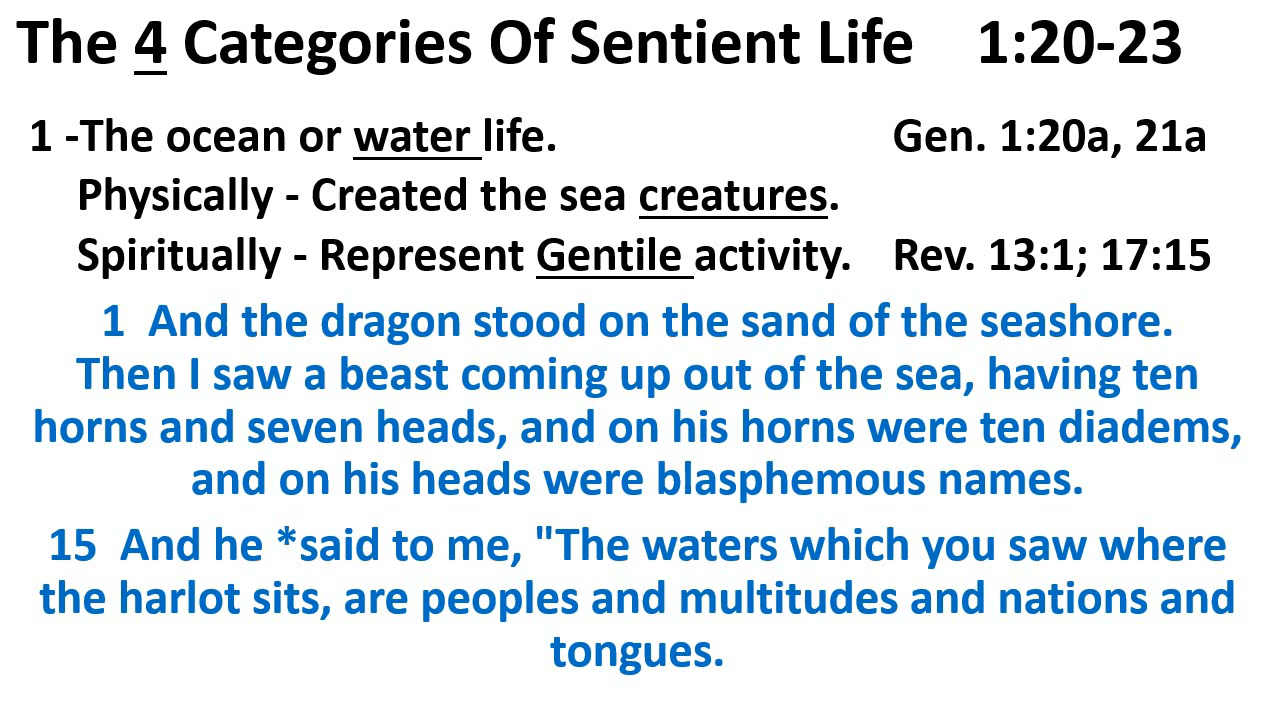 The 4 Categories Of Sentient Life 1:20-23
1 -The ocean or water life. Gen. 1:20a, 21a
Physically - Created the sea creatures.
Spiritually - Represent Gentile activity. Rev. 13:1; 17:15
1 And the dragon stood on the sand of the seashore.
Then I saw a beast coming up out of the sea, having ten
horns and seven heads, and on his horns were ten diadems,
and on his heads were blasphemous names.
15 And he *said to me, "The waters which you saw where
the harlot sits, are peoples and multitudes and nations and
tongues.